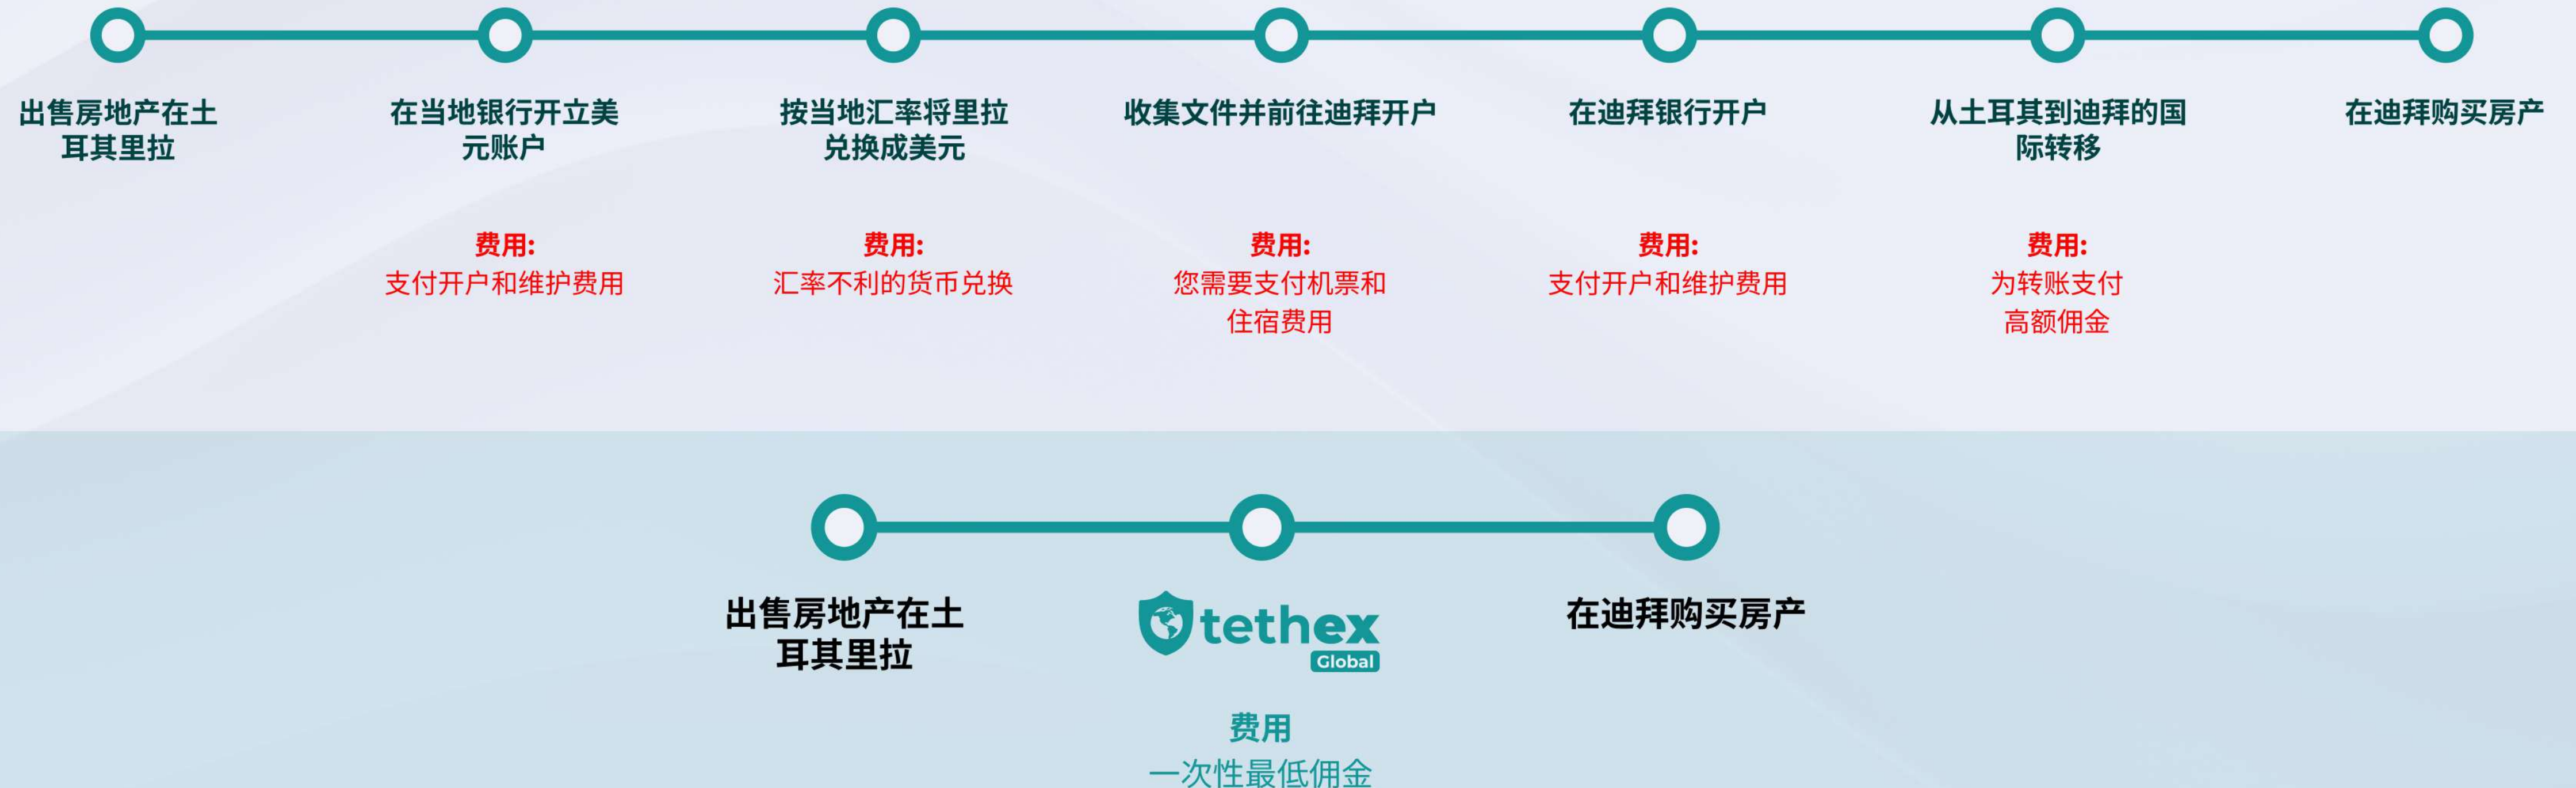 出售房地产在土
耳其里拉
在当地银行开立美
元账户
费用:
支付开户和维护费用
按当地汇率将里拉
兑换成美元
费用:
汇率不利的货币兑换
收集文件并前往迪拜开户
费用:
您需要支付机票和
住宿费用
在迪拜银行开户
费用:
支付开户和维护费用
从土耳其到迪拜的国
际转移
费用:
为转账支付
高额佣金
在迪拜购买房产
出售房地产在土
耳其里拉
tethex
Global
费用
一次性最低佣金
在迪拜购买房产